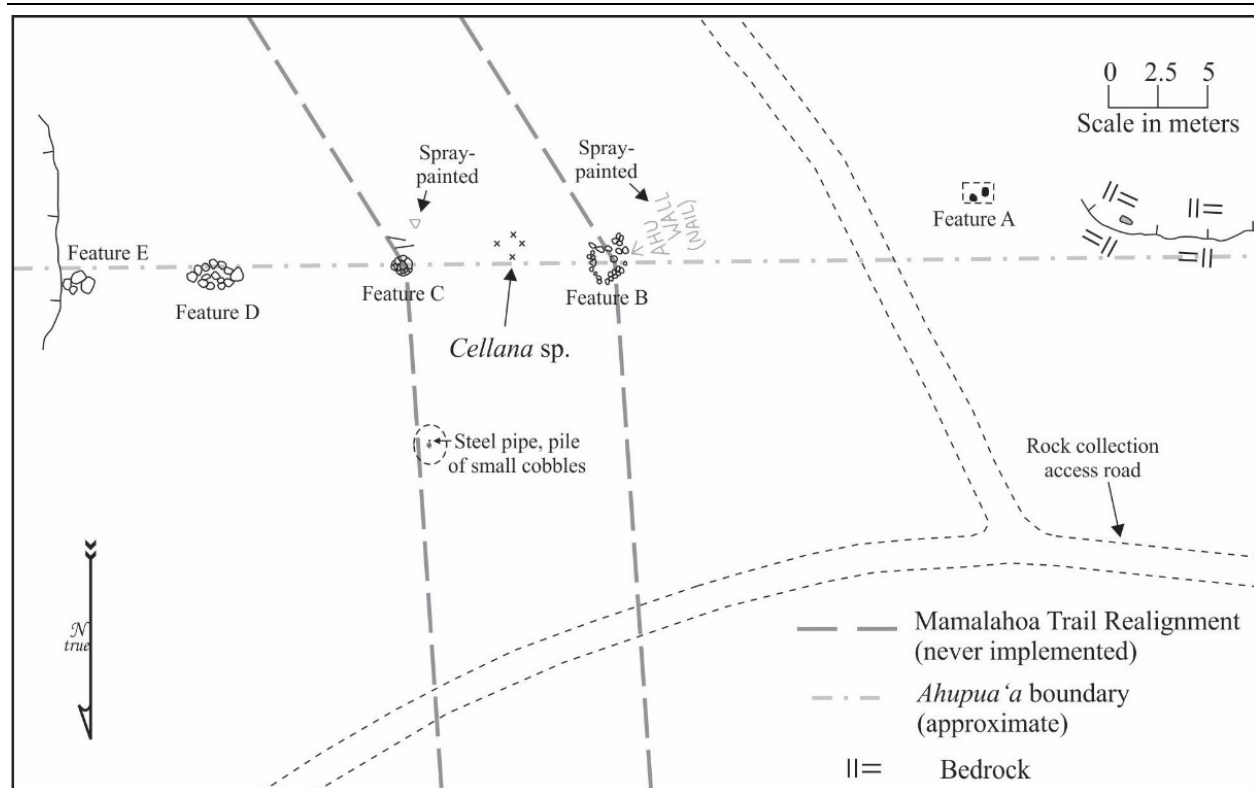 0 2.5 5
Scale in meters
Spray-
painted
Spray-
painted
AHU
WALL
(NAIL)
Feature A
Feature E
Feature D
Feature C
Feature B
Cellana sp.
Steel pipe, pile
of small cobbles
Rock collection
access road
N
true
Mamalahoa Trail Realignment
(never implemented)
Ahupua‘a boundary
(approximate)
Bedrock